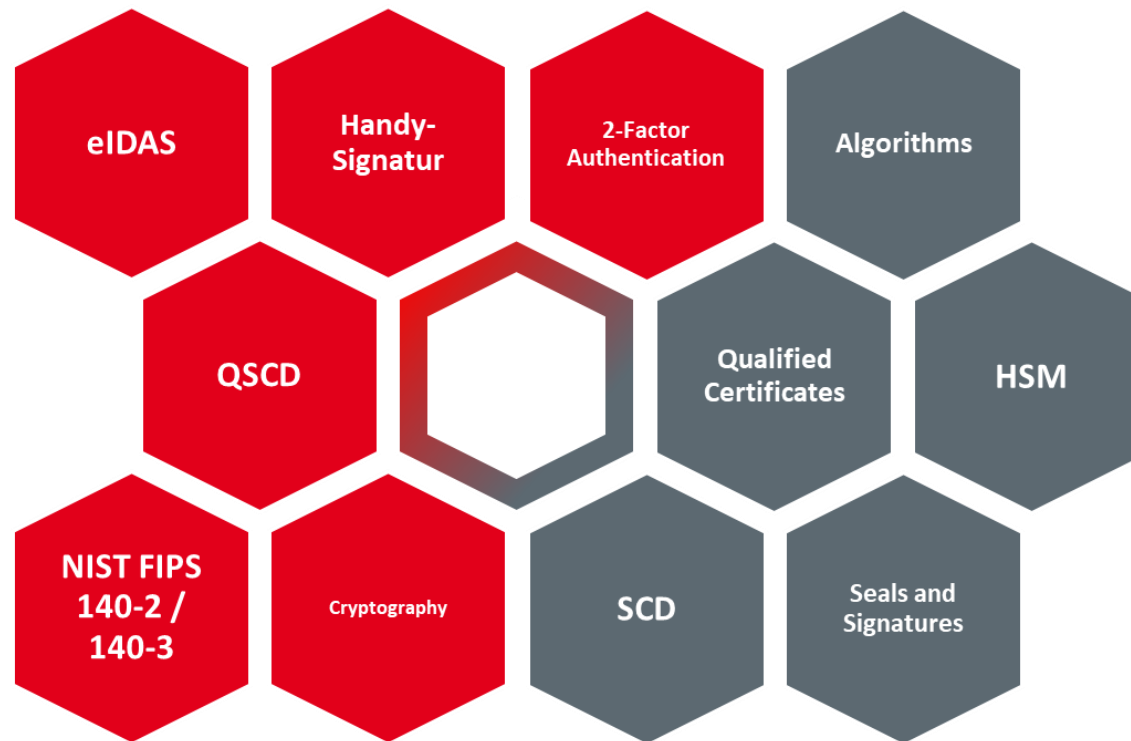 eIDAS
Handy-
Signatur
2-Factor
Authentication
Algorithms
QSCD
Qualified
Certificates
HSM
NIST FIPS
140-2 /
140-3
Cryptography
SCD
Seals and
Signatures